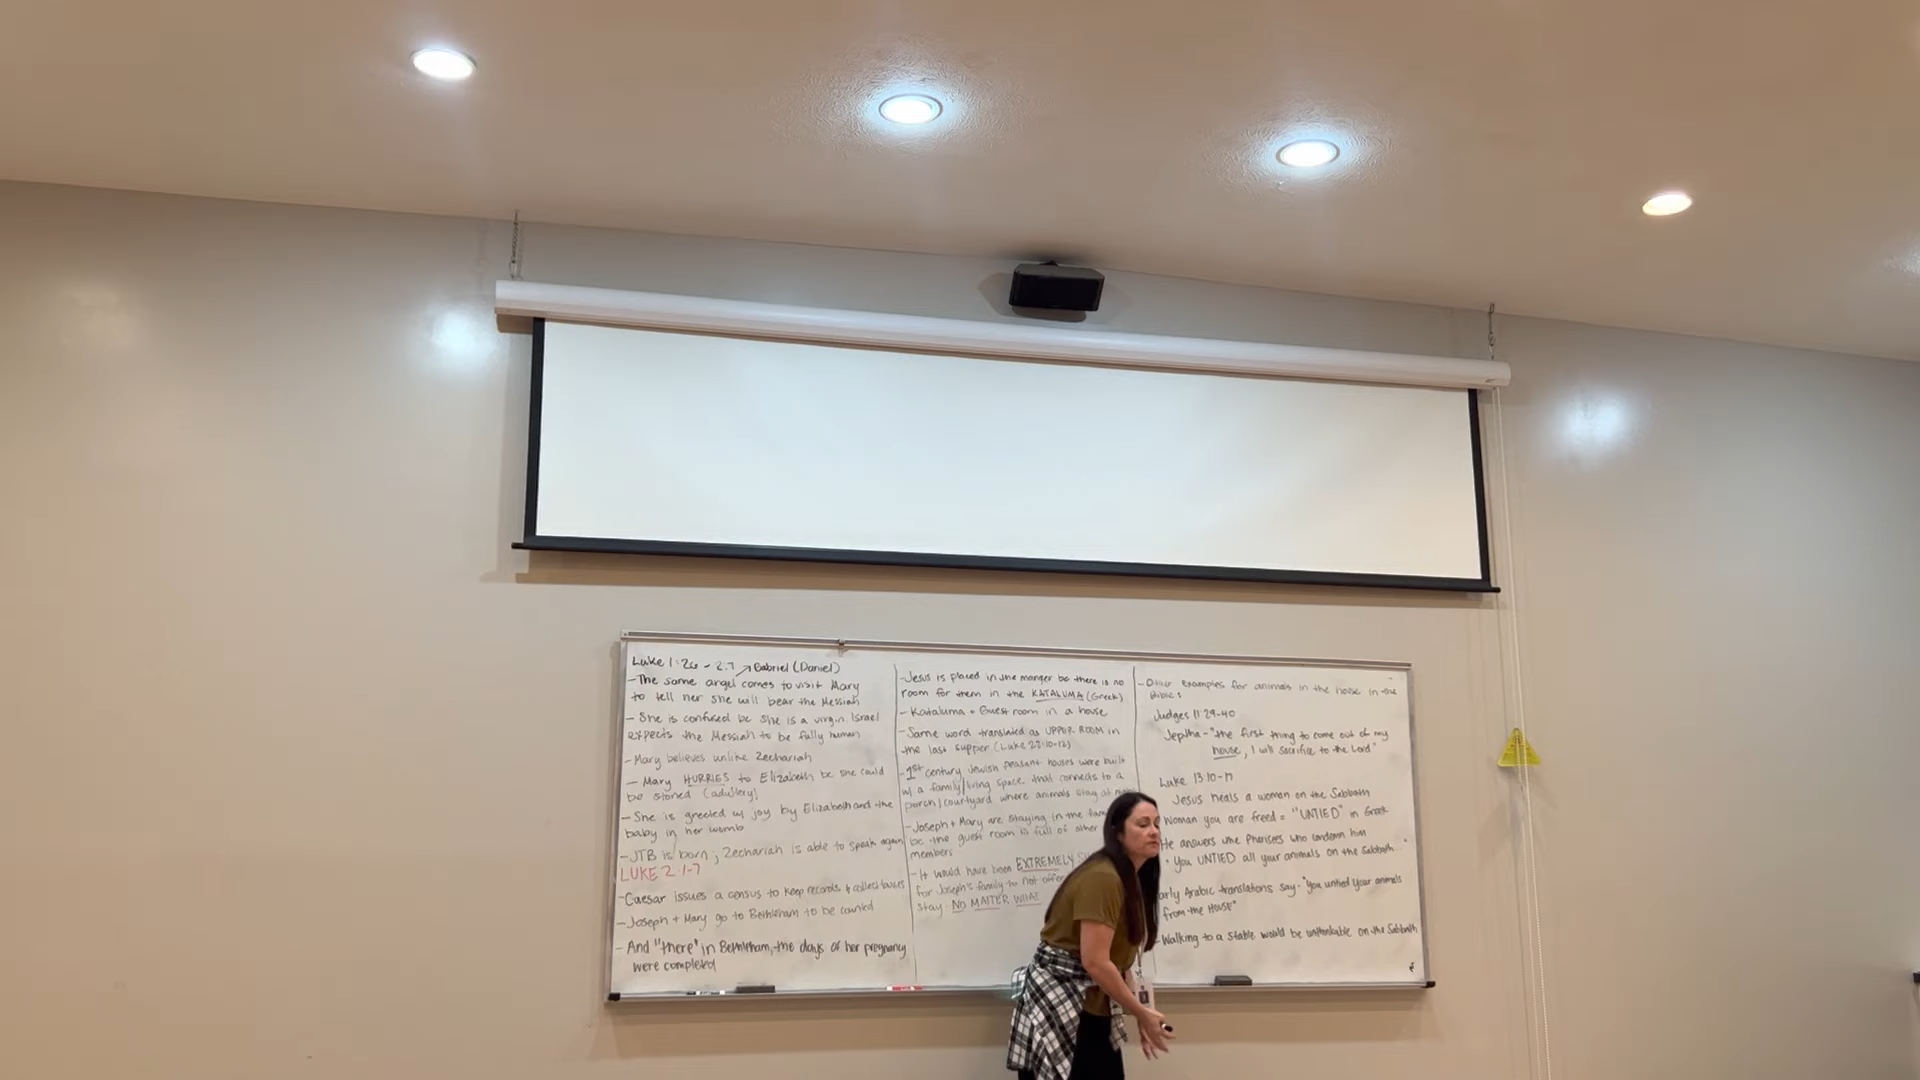 Luke 1:26 - 2:7 → Gabriel (Daniel)
- The same angel comes to visit Mary
to tell her she will bear the Messiah
- She is confused bc she is a virgin. Israel
expects the Messiah to be fully human
- Mary believes unlike Zechariah
- Mary HURRIES to Elizabeth bc she could
be stoned (adultery)
- She is greeted w/ joy by Elizabeth and the
baby in her womb
- JTB is born; Zechariah is able to speak again
LUKE 2:1-7
- Caesar issues a census to keep records & collect taxes
- Joseph + Mary go to Bethlehem to be counted
- And "there" in Bethlehem, the days of her pregnancy
were completed
- Jesus is placed in the manger bc there is no
room for them in the KATALUMA (Greek)
- Kataluma = Guest room in a house
- Same word translated as UPPER ROOM in
the last supper (Luke 22:10-12)
- 1st century Jewish peasant houses were built
w/ a family/living space that connects to a
porch/courtyard where animals stay at
- Joseph + Mary are staying in the
bc the guest room is full of other
members
- It would have been EXTREMELY
for Joseph's family to not offer
stay - NO MATTER WHAT
- Other examples for animals in the house in the
Bible:
Judges 11:29-40
Jeptha - "the first thing to come out of my
house, I will sacrifice to the Lord"
Luke 13:10-17
Jesus heals a woman on the Sabbath
Woman you are freed = "UNTIED" in Greek
He answers the Pharisees who condemn him
"You UNTIED all your animals on the Sabbath..."
arly Arabic translations say - "You untied your animals
from the HOUSE"
- Walking to a stable would be unthinkable on the Sabbath